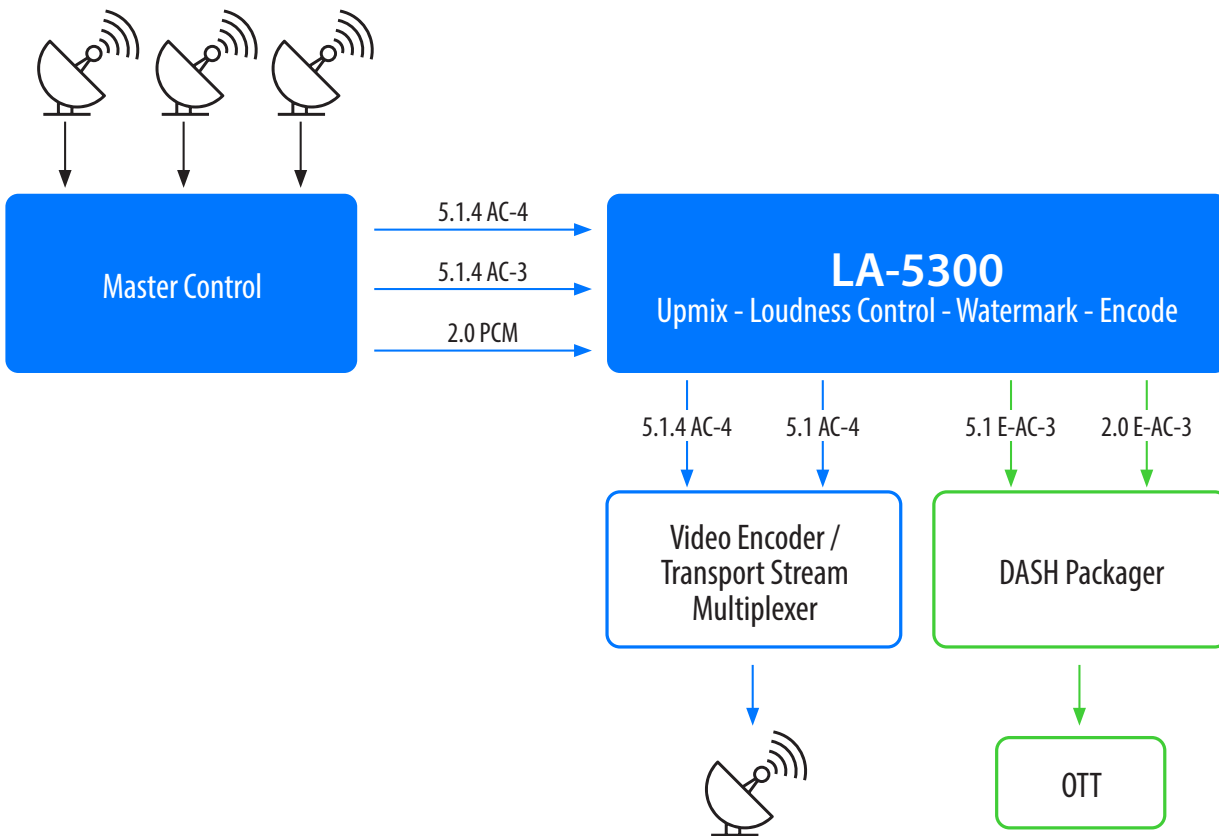 Master Control
5.1.4 AC-4
5.1.4 AC-3
2.0 PCM
LA-5300
Upmix - Loudness Control - Watermark - Encode
5.1.4 AC-4
5.1 AC-4
5.1 E-AC-3
2.0 E-AC-3
Video Encoder /
Transport Stream
Multiplexer
DASH Packager
OTT